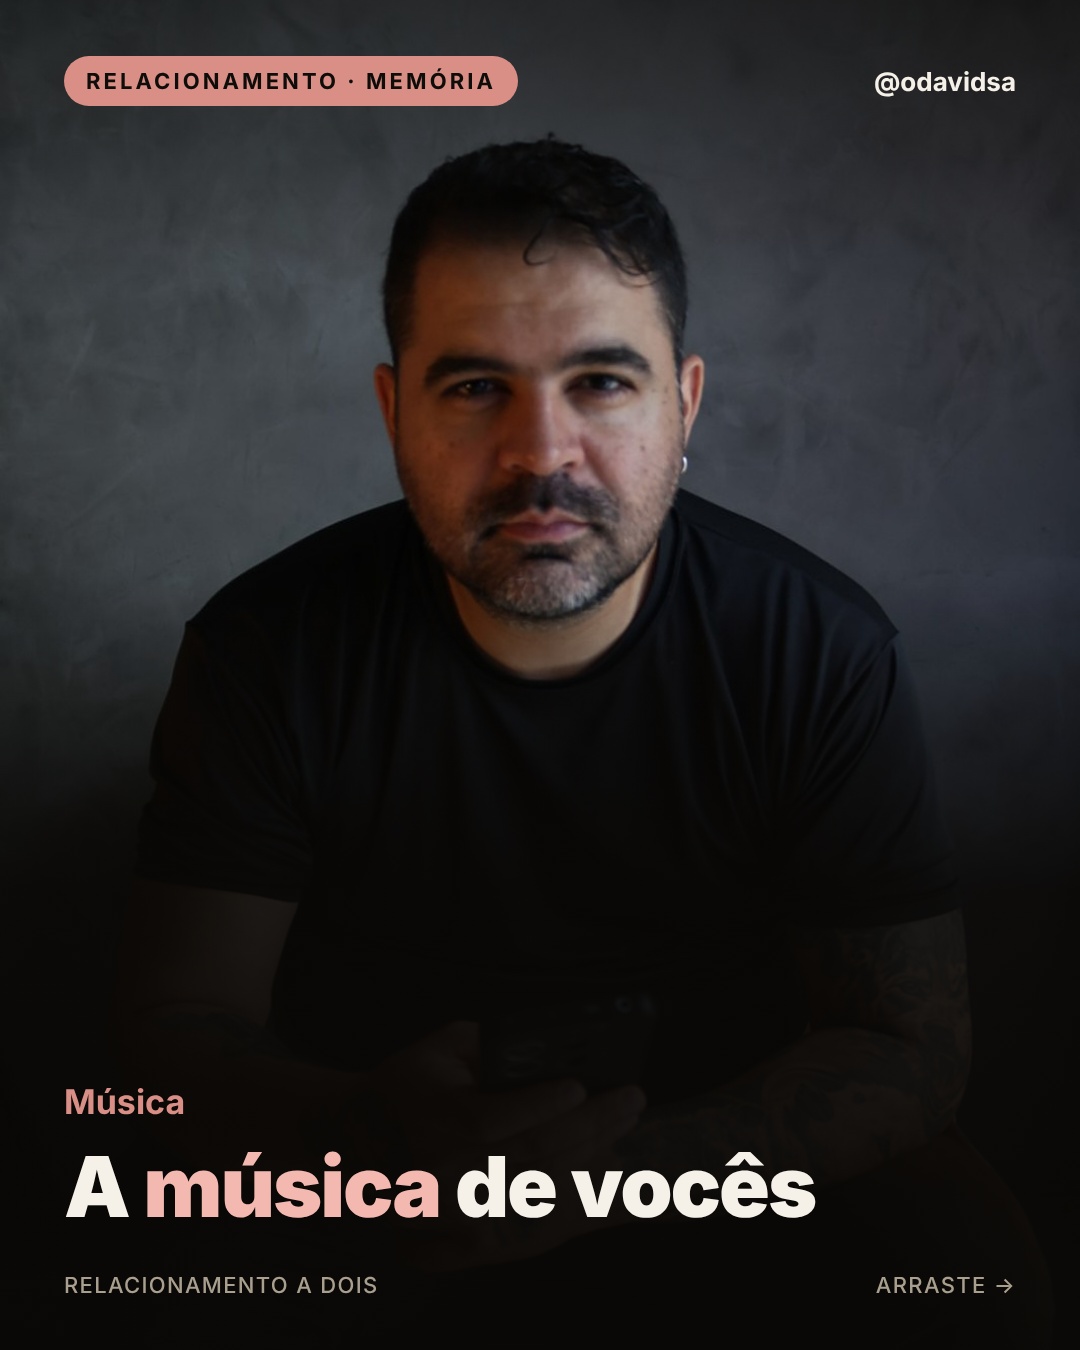 RELACIONAMENTO · MEMÓRIA
@odavidsa
Música
A música de vocês
RELACIONAMENTO A DOIS
ARRASTE →